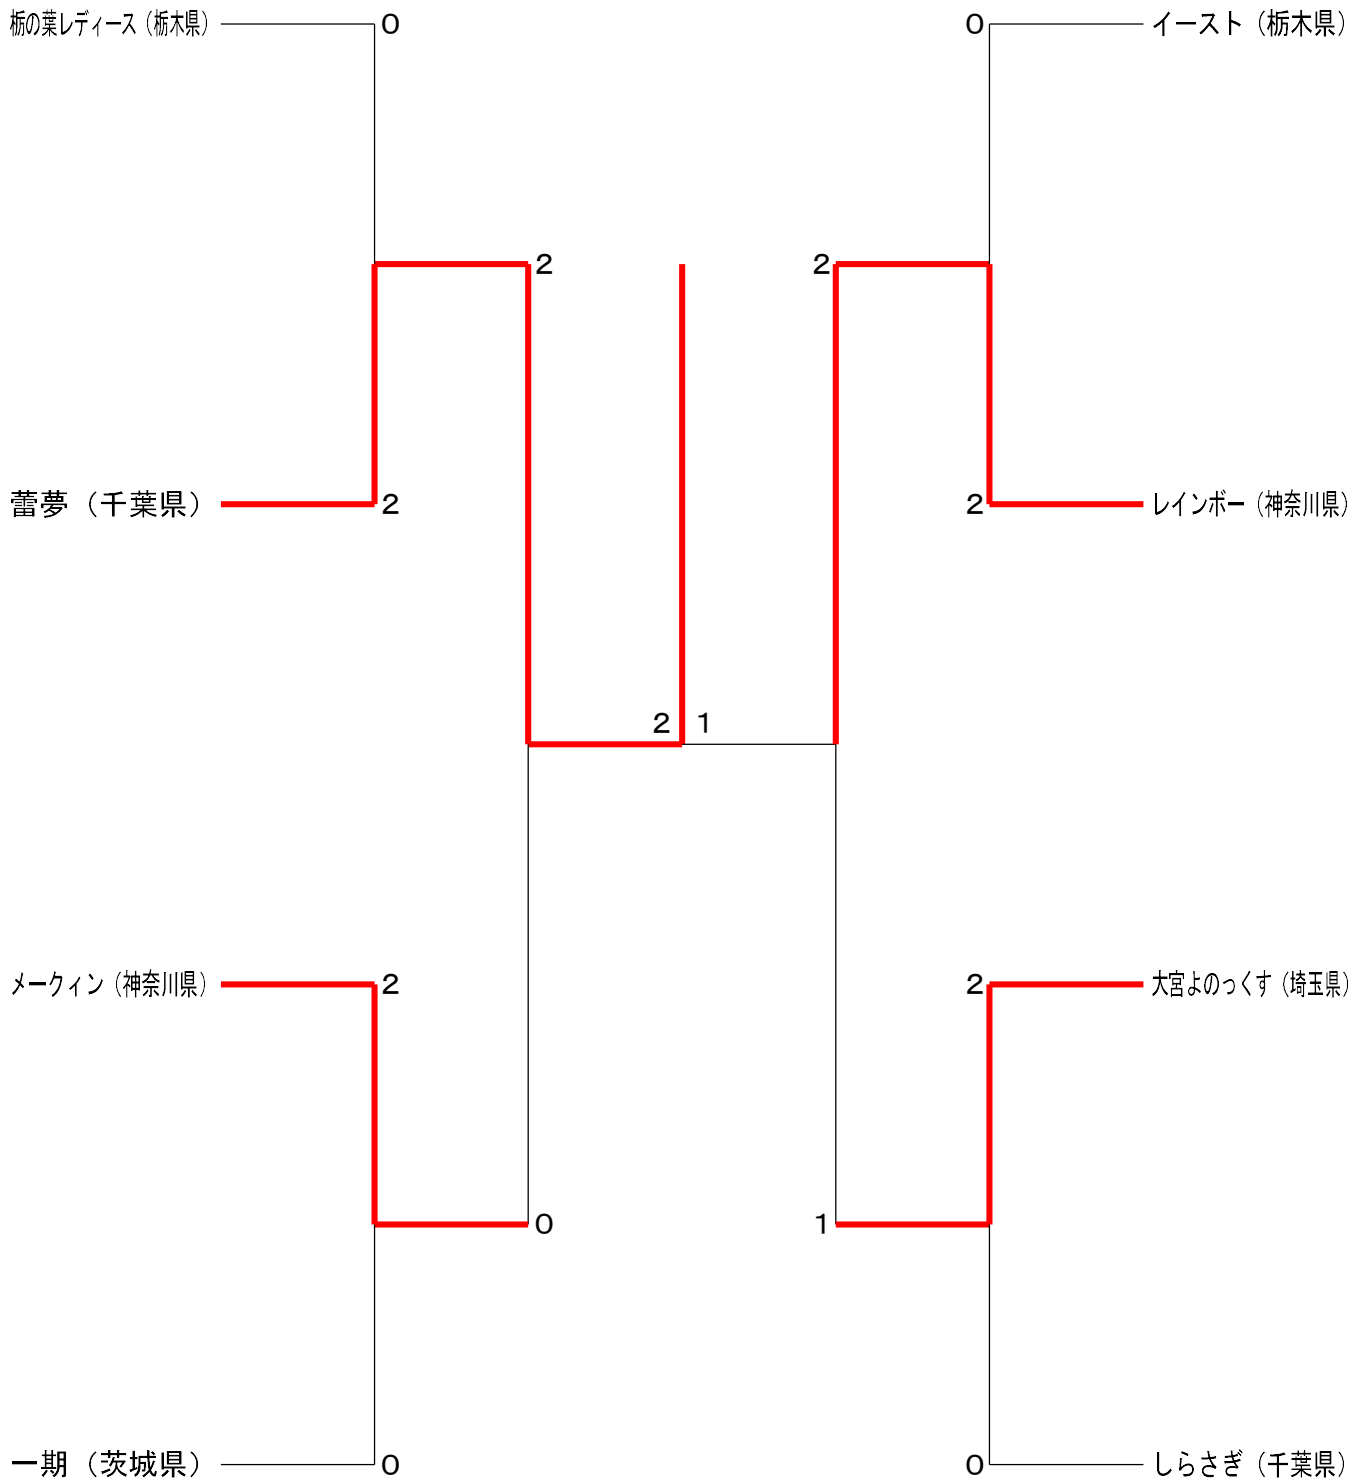 栃の葉レディース（栃木県） 0 0 イースト（栃木県）
2 2
蕾夢（千葉県） 2 2 レインボー（神奈川県）
2 1
メークィン（神奈川県） 2 2 大宮よのっくす（埼玉県）
0 1
一期（茨城県） 0 0 しらさぎ（千葉県）